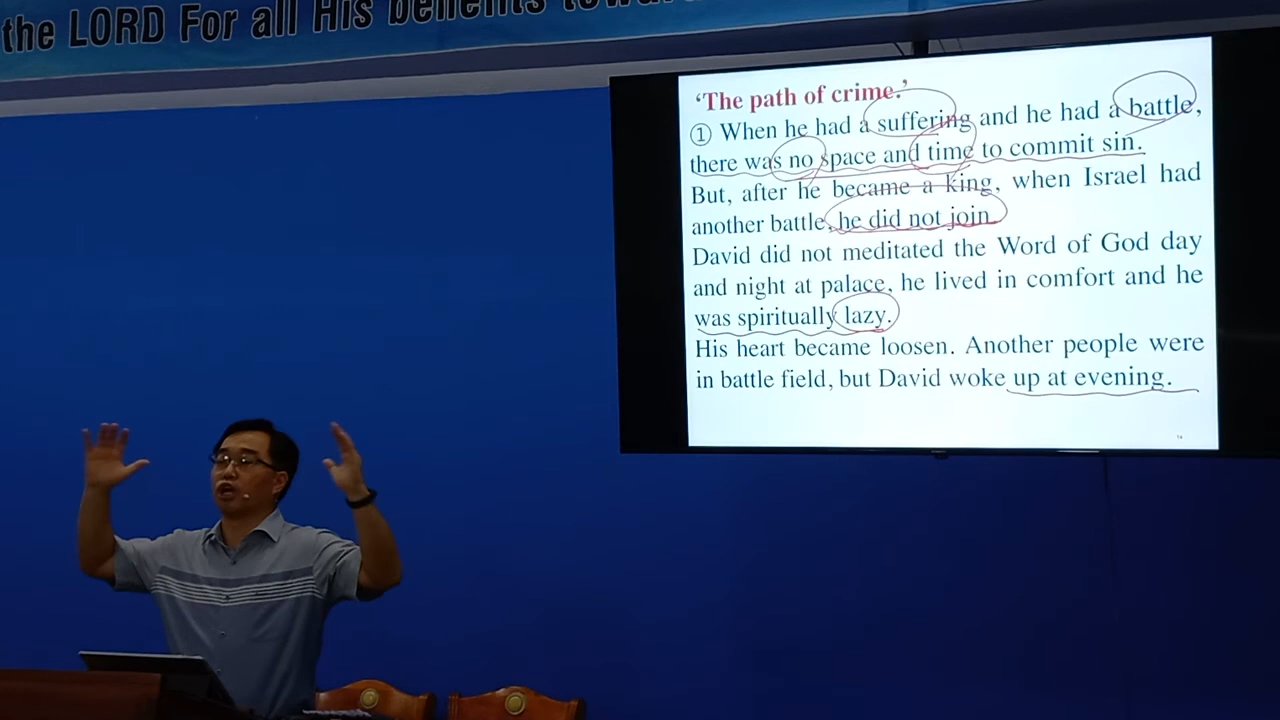 the LORD For all His benefits
'The path of crime.'
① When he had a suffering and he had a battle,
there was no space and time to commit sin.
But, after he became a king, when Israel had
another battle, he did not join.
David did not meditated the Word of God day
and night at palace, he lived in comfort and he
was spiritually lazy.
His heart became loosen. Another people were
in battle field, but David woke up at evening.